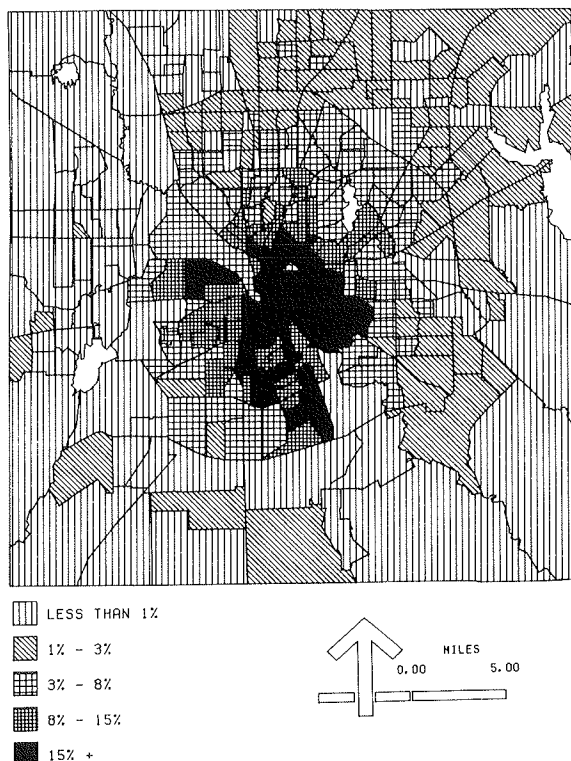 LESS THAN 1%
1% - 3%
3% - 8%
8% - 15%
15% +
MILES
0.00 5.00